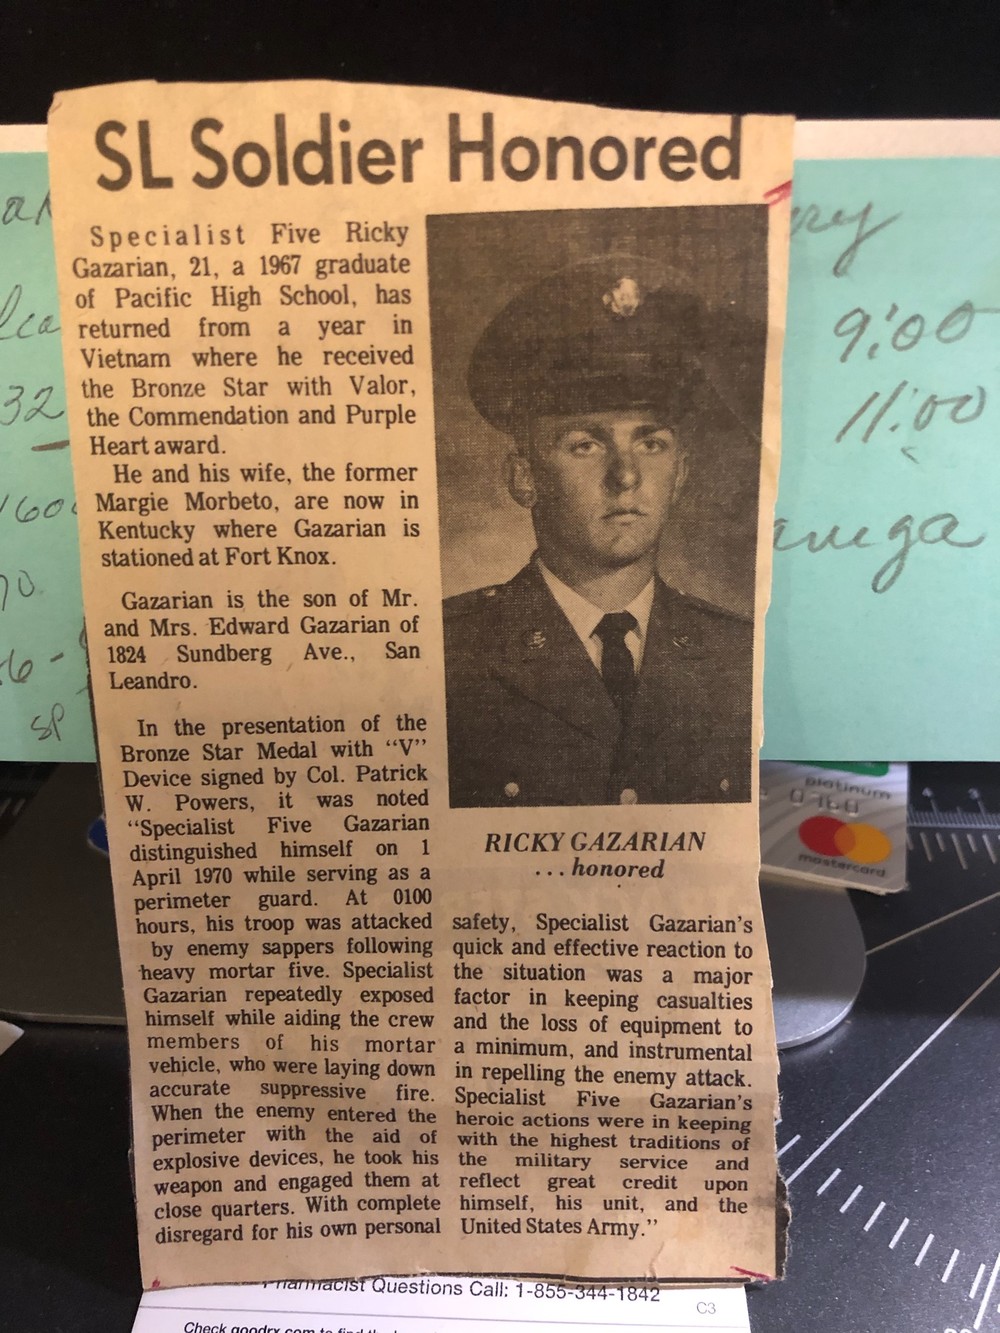 SL Soldier Honored
Specialist Five Ricky
Gazarian, 21, a 1967 graduate
of Pacific High School, has
returned from a year in
Vietnam where he received
the Bronze Star with Valor,
the Commendation and Purple
Heart award.
He and his wife, the former
Margie Morbeto, are now in
Kentucky where Gazarian is
stationed at Fort Knox.
Gazarian is the son of Mr.
and Mrs. Edward Gazarian of
1824 Sundberg Ave., San
Leandro.
In the presentation of the
Bronze Star Medal with “V”
Device signed by Col. Patrick
W. Powers, it was noted
“Specialist Five Gazarian
distinguished himself on 1
April 1970 while serving as a
perimeter guard. At 0100
hours, his troop was attacked
by enemy sappers following
heavy mortar five. Specialist
Gazarian repeatedly exposed
himself while aiding the crew
members of his mortar
vehicle, who were laying down
accurate suppressive fire.
When the enemy entered the
perimeter with the aid of
explosive devices, he took his
weapon and engaged them at
close quarters. With complete
disregard for his own personal
RICKY GAZARIAN
. . . honored
safety, Specialist Gazarian’s
quick and effective reaction to
the situation was a major
factor in keeping casualties
and the loss of equipment to
a minimum, and instrumental
in repelling the enemy attack.
Specialist Five Gazarian’s
heroic actions were in keeping
with the highest traditions of
the military service and
reflect great credit upon
himself, his unit, and the
United States Army.”
9:00
11:00
32
SP
platinum
mastercard
Pharmacist Questions Call: 1-855-344-1842
C3
Check goodrx.com to find the